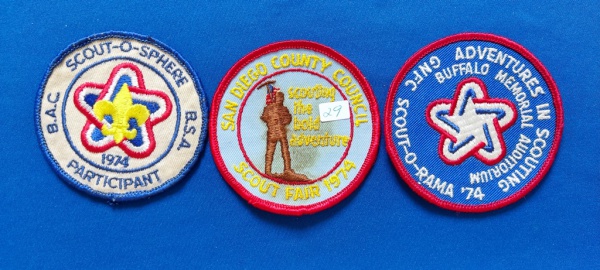 SCOUT-O-SPHERE
B.A.C.
B.S.A.
1974
PARTICIPANT
SAN DIEGO COUNTY COUNCIL
scouting
the
bold
adventure
29
SCOUT FAIR 1974
ADVENTURES IN SCOUTING
BUFFALO MEMORIAL AUDITORIUM
GNFC SCOUT-O-RAMA '74